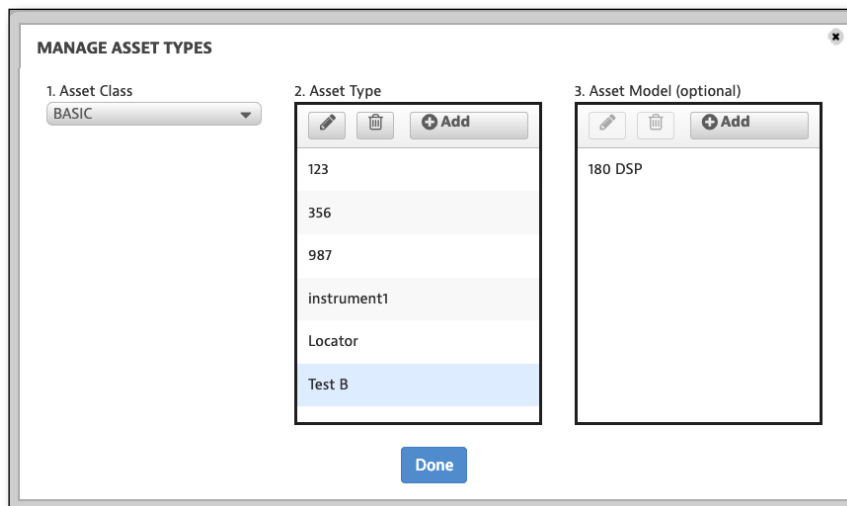 MANAGE ASSET TYPES
1. Asset Class
BASIC
2. Asset Type
Add
123
356
987
instrument1
Locator
Test B
3. Asset Model (optional)
Add
180 DSP
Done